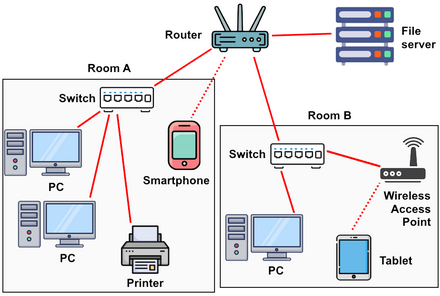 Router
File
server
Room A
Switch
Room B
Smartphone
Switch
PC
Wireless
Access
Point
PC
Printer
PC
Tablet